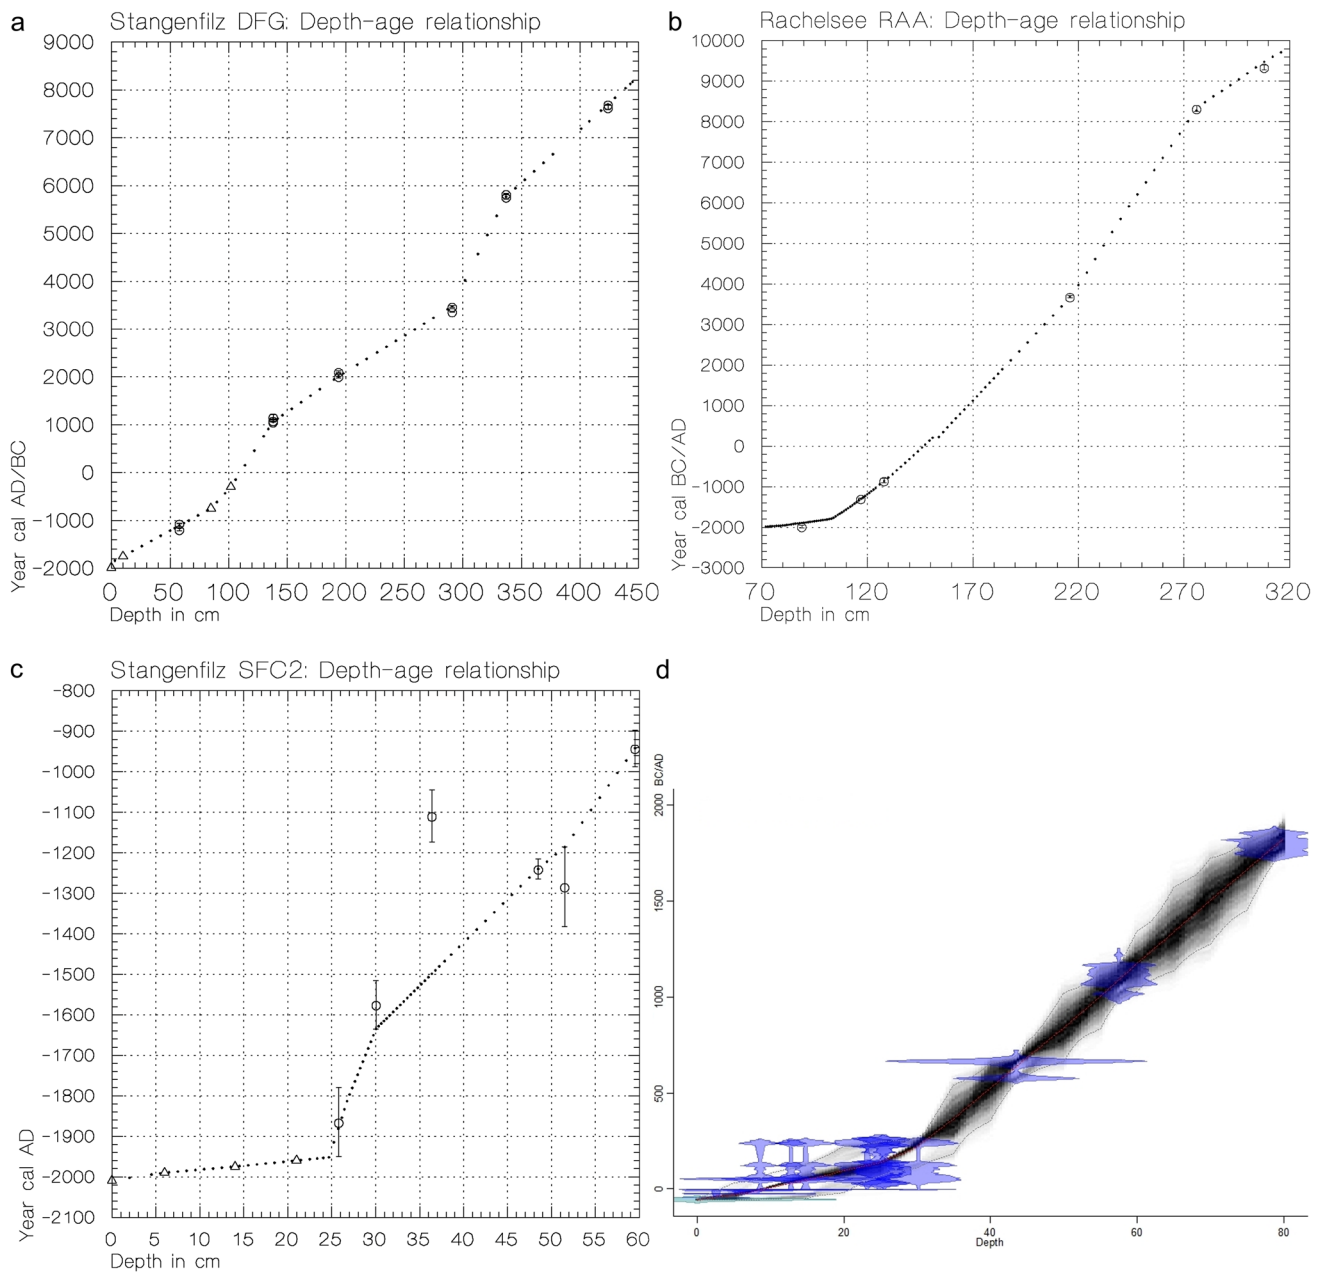 a
Stangenfilz DFG: Depth-age relationship
9000
8000
7000
6000
5000
4000
3000
2000
1000
0
-1000
-2000
Year cal AD/BC
0 50 100 150 200 250 300 350 400 450
Depth in cm
b
Rachelsee RAA: Depth-age relationship
10000
9000
8000
7000
6000
5000
4000
3000
2000
1000
0
-1000
-2000
-3000
Year cal BC/AD
70 120 170 220 270 320
Depth in cm
c
Stangenfilz SFC2: Depth-age relationship
-800
-900
-1000
-1100
-1200
-1300
-1400
-1500
-1600
-1700
-1800
-1900
-2000
-2100
Year cal AD
0 5 10 15 20 25 30 35 40 45 50 55 60
Depth in cm
d
BC/AD
2000
1500
1000
500
0
0 20 40 60 80
Depth